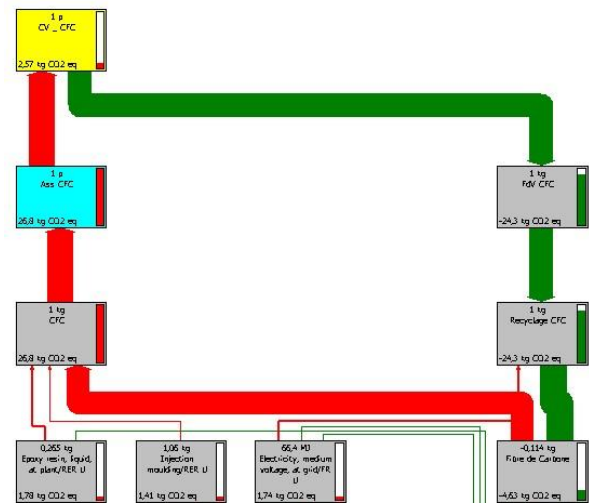 1 p
CV _ CFC
2,57 kg CO2 eq
1 p
Ass CFC
26,8 kg CO2 eq
1 kg
FdV CFC
-24,3 kg CO2 eq
1 kg
CFC
26,8 kg CO2 eq
1 kg
Recyclage CFC
-24,3 kg CO2 eq
0,265 kg
Epoxy resin, liquid,
at plant/RER U
1,78 kg CO2 eq
1,06 kg
Injection
moulding/RER U
1,41 kg CO2 eq
66,4 MJ
Electricity, medium
voltage, at grid/FR
U
1,74 kg CO2 eq
-0,114 kg
Fibre de Carbone
-4,63 kg CO2 eq